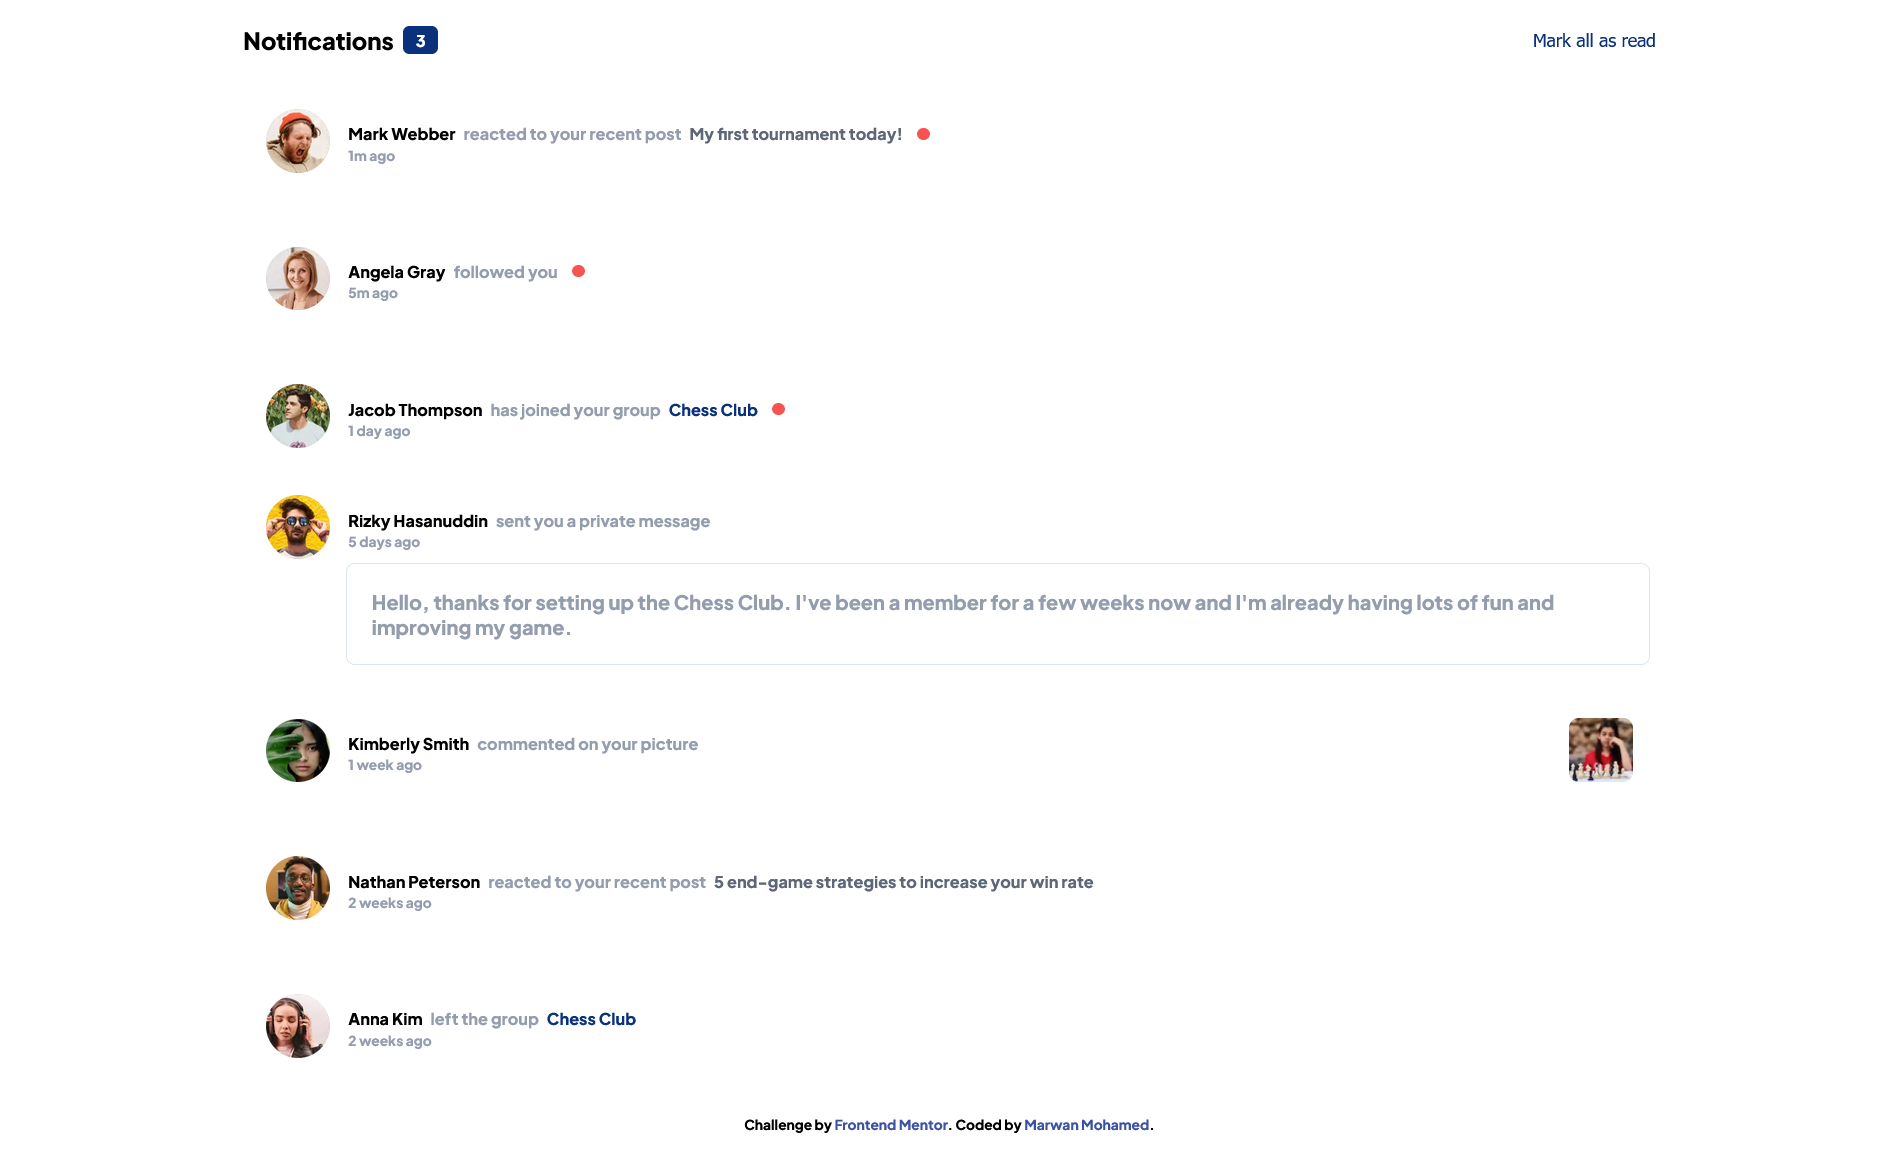 Notifications 3 Mark all as read
Mark Webber reacted to your recent post My first tournament today!
1m ago
Angela Gray followed you
5m ago
Jacob Thompson has joined your group Chess Club
1 day ago
Rizky Hasanuddin sent you a private message
5 days ago
Hello, thanks for setting up the Chess Club. I've been a member for a few weeks now and I'm already having lots of fun and
improving my game.
Kimberly Smith commented on your picture
1 week ago
Nathan Peterson reacted to your recent post 5 end-game strategies to increase your win rate
2 weeks ago
Anna Kim left the group Chess Club
2 weeks ago
Challenge by Frontend Mentor. Coded by Marwan Mohamed.